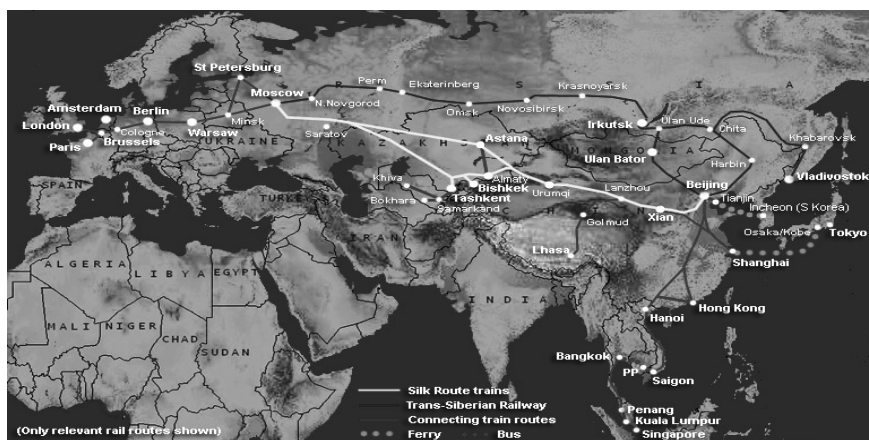 St Petersburg
Moscow
N.Novgorod
Perm
Ekaterinberg
Omsk
Novosibirsk
Krasnoyarsk
Irkutsk
Ulan Ude
Chita
Khabarovsk
Amsterdam
Berlin
London
Cologne
Warsaw
Minsk
Paris
Brussels
UKRAINE
Saratov
KAZAKHS
Astana
MONGOLIA
Ulan Bator
Harbin
Vladivostok
SPAIN
TURKE
Khiva
Almaty
Bishkek
Tashkent
Urumqi
Lanzhou
Beijing
Tianjin
Incheon (S Korea)
Bokhara
Samarkand
CHIN
Golmud
Xian
Osaka/Kobe
Tokyo
IRAN
Lhasa
Shanghai
ALGERIA
LIBYA
EGYPT
INDIA
Hanoi
Hong Kong
MALI
NIGER
CHAD
SUDAN
Bangkok
PP
Saigon
Penang
Kuala Lumpur
Singapore
Silk Route trains
Trans-Siberian Railway
Connecting train routes
Ferry
Bus
(Only relevant rail routes shown)